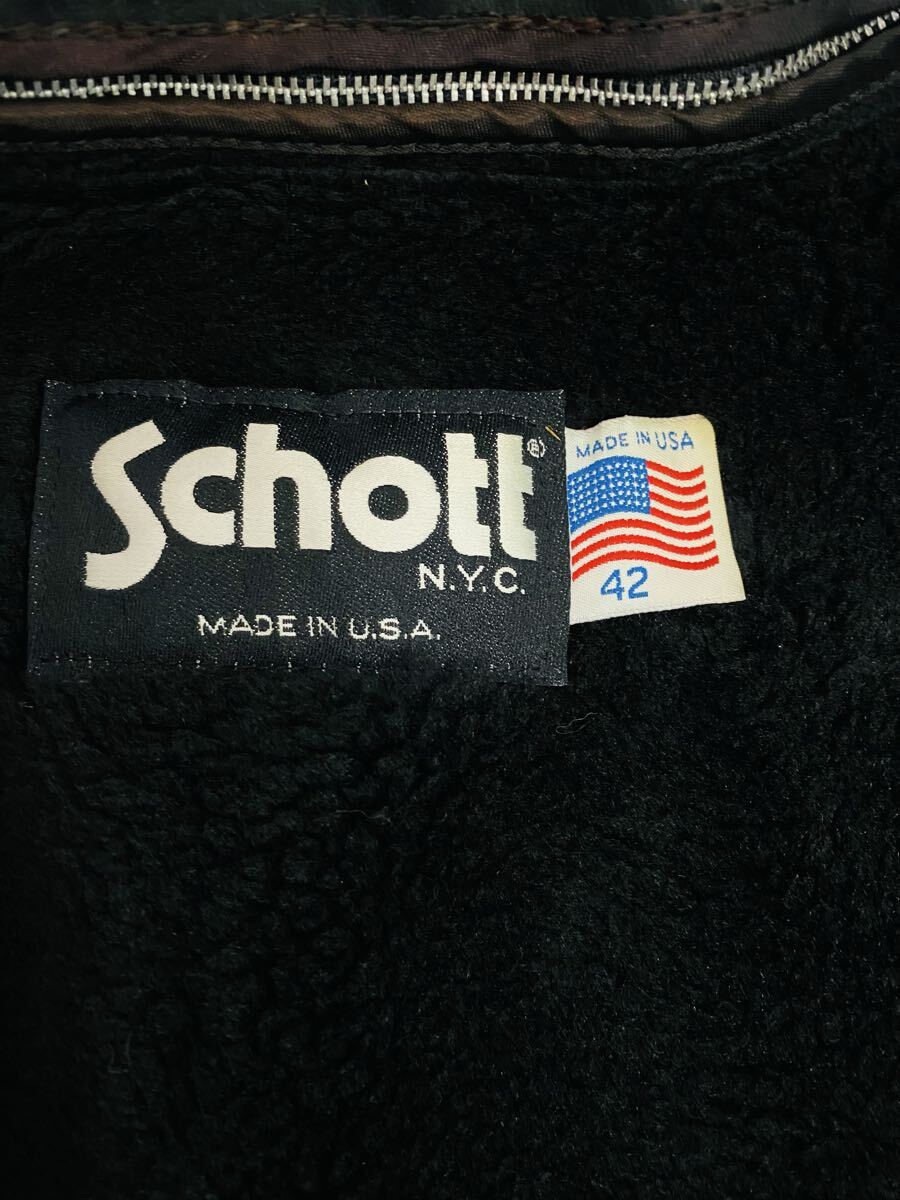 Schott®
N.Y.C.
MADE IN U.S.A.
MADE IN USA
42